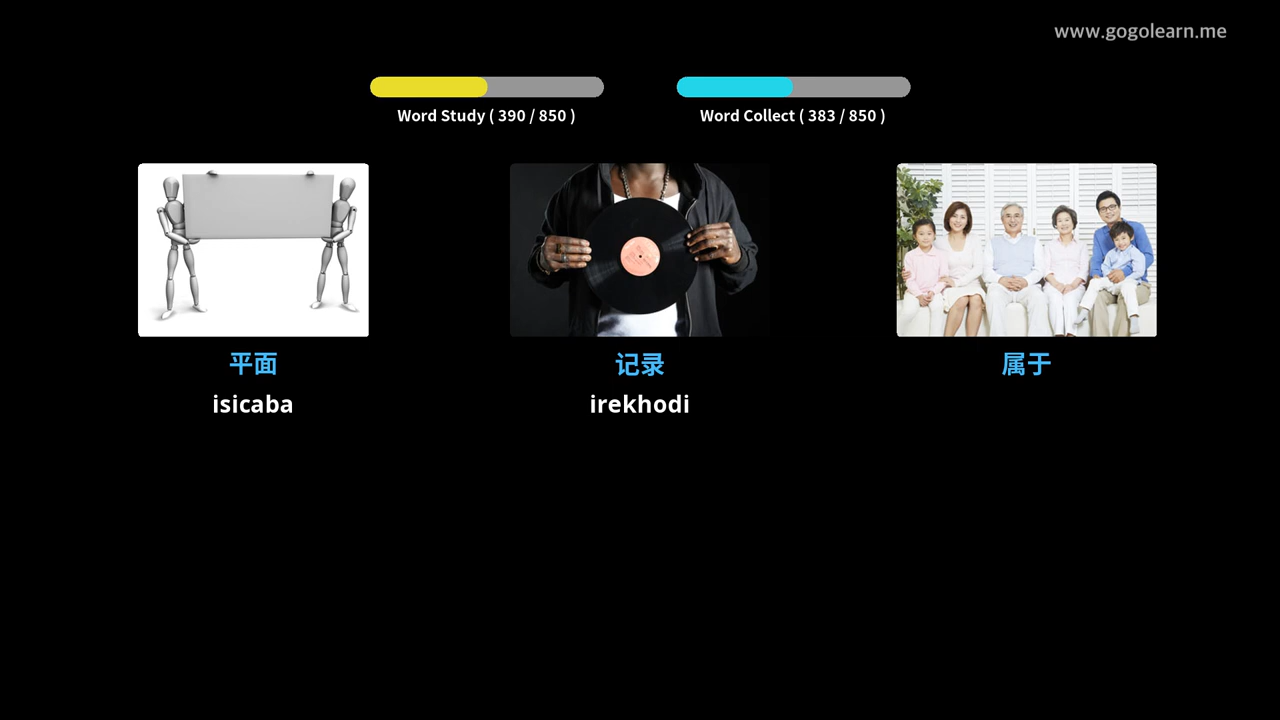 www.gogolearn.me
Word Study ( 390 / 850 )
Word Collect ( 383 / 850 )
平面
记录
属于
isicaba
irekhodi